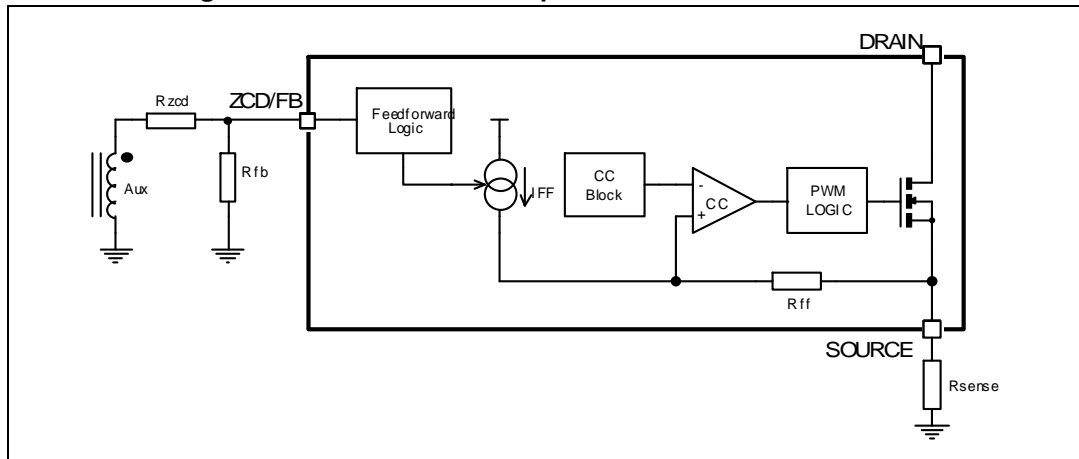 DRAIN
ZCD/FB
Rzcd
Feedforward
Logic
Rfb
Aux
IFF
CC
Block
-
CC
+
PWM
LOGIC
Rff
SOURCE
Rsense